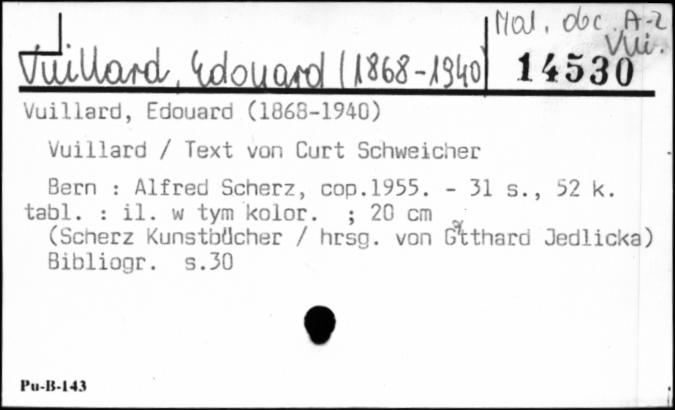 Mal. obc. A-Z
Vui.
Vuillard, Edouard (1868-1940)
14530
Vuillard, Edouard (1868-1940)
Vuillard / Text von Curt Schweicher
Bern : Alfred Scherz, cop.1955. - 31 s., 52 k.
tabl. : il. w tym kolor. ; 20 cm
(Scherz Kunstbücher / hrsg. von Gotthard Jedlicka)
Bibliogr. s.30
Pu-B-143